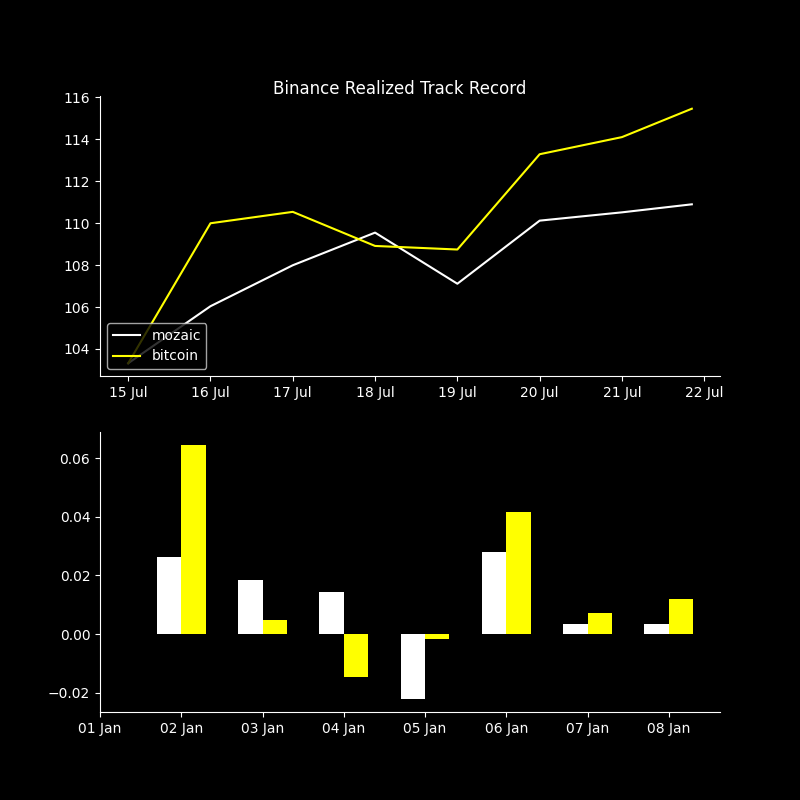 Binance Realized Track Record
116
114
112
110
108
106
104
mozaic
bitcoin
15 Jul 16 Jul 17 Jul 18 Jul 19 Jul 20 Jul 21 Jul 22 Jul
0.06
0.04
0.02
0.00
−0.02
01 Jan 02 Jan 03 Jan 04 Jan 05 Jan 06 Jan 07 Jan 08 Jan